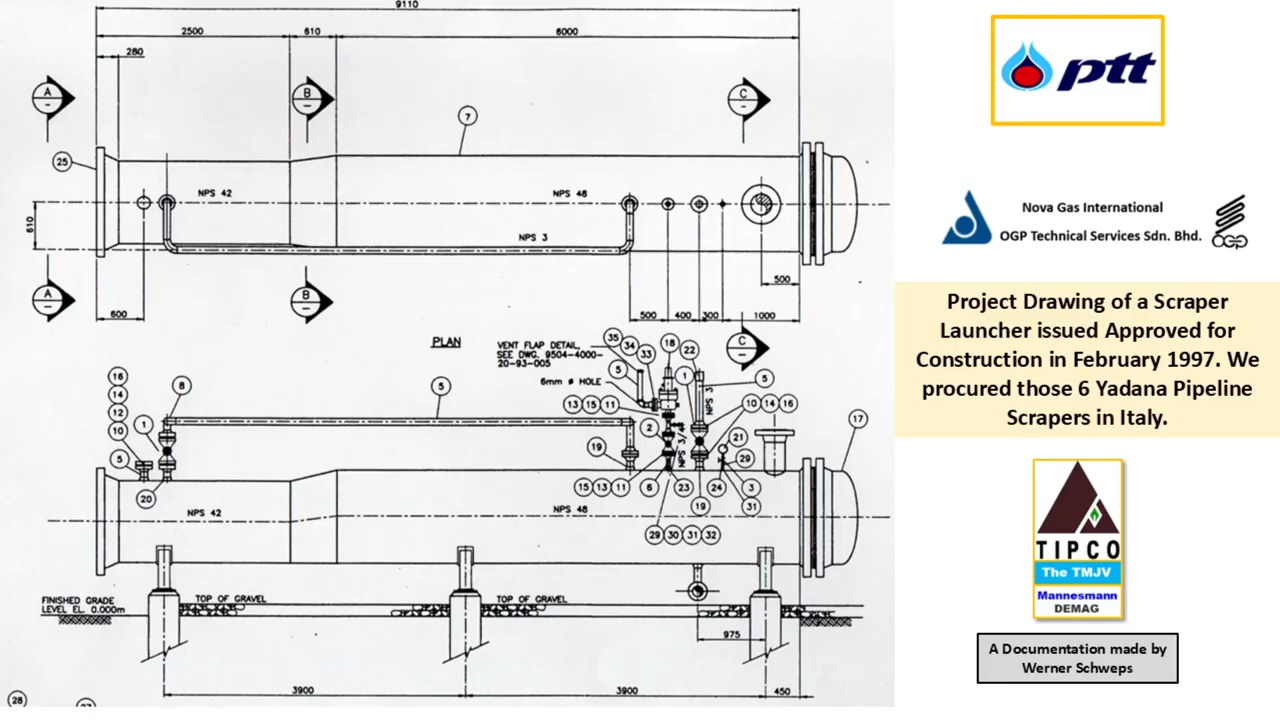 9110
2500 610 6000
280
A B C
7
25
NPS 42 NPS 48
610
NPS 3
500
A B
600 500 400 300 1000
PLAN
VENT FLAP DETAIL,
SEE DWG. 9504-4000-
20-93-005
6mm ø HOLE
35 34 33 18 22 C
5 1 5
16 14 12 10
8 5
13 15 11
NPS 3
10 14 16
17
1 2 21
NPS 3/4
5 19 29
20 15 13 11 6 23 24 3
19 31
NPS 42 NPS 48
29 30 31 32
FINISHED GRADE
LEVEL EL. 0.000m
TOP OF GRAVEL TOP OF GRAVEL
975
3900 3900 450
28 27
ptt
Nova Gas International
OGP Technical Services Sdn. Bhd.
OGP
Project Drawing of a Scraper
Launcher issued Approved for
Construction in February 1997. We
procured those 6 Yadana Pipeline
Scrapers in Italy.
TIPCO
The TMJV
Mannesmann
DEMAG
A Documentation made by
Werner Schweps